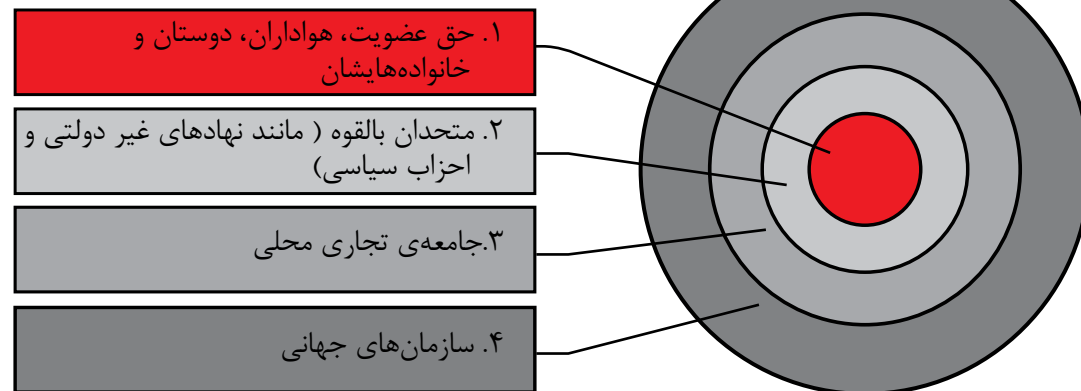 ۱. حق عضویت، هواداران، دوستان و
خانواده‌هایشان
۲. متحدان بالقوه ( مانند نهادهای غیر دولتی و
احزاب سیاسی)
۳.جامعه‌ی تجاری محلی
۴. سازمان‌های جهانی